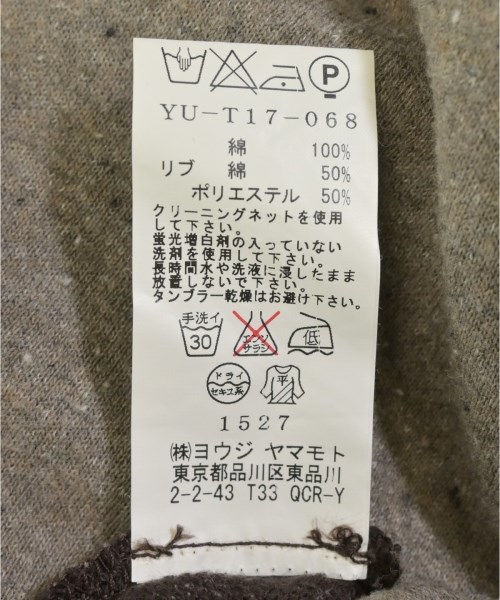 P
YU-T17-068
綿 100%
リブ 綿 50%
ポリエステル 50%
クリーニングネットを使用
して下さい。
蛍光増白剤の入っていない
洗剤を使用して下さい。
長時間水や洗液に浸したまま
放置しないで下さい。
タンブラー乾燥はお避け下さい。
手洗イ
30
エンソ
サラシ
低
ドライ
セキユ系
平
1527
㈱ヨウジ ヤマモト
東京都品川区東品川
2-2-43 T33 QCR-Y